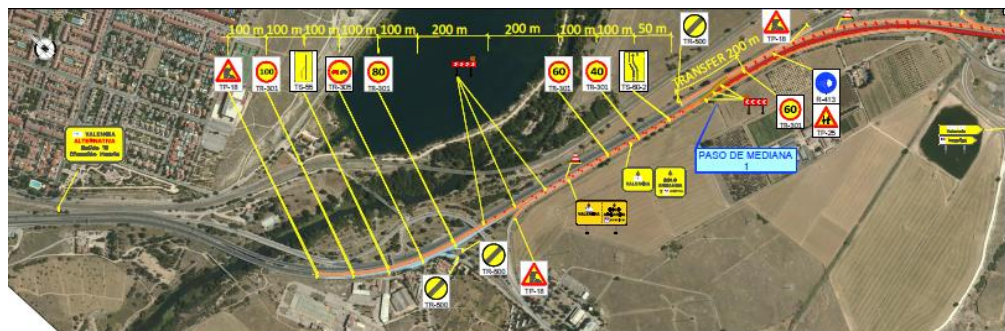 100 m 100 m 100 m 100 m 100 m 200 m 200 m 100 m 100 m 50 m
TR-500
TP-18
TRANSFER 200 m
TP-18
100
TR-301
TS-55
TR-305
80
TR-301
60
TR-301
40
TR-301
TS-60-2
60
TR-301
R-413
TP-25
VALENCIA
ALTERNATIVA
PASO DE MEDIANA
1
VALENCIA
SOLO
VALENCIA
TR-500
TR-500
TP-18